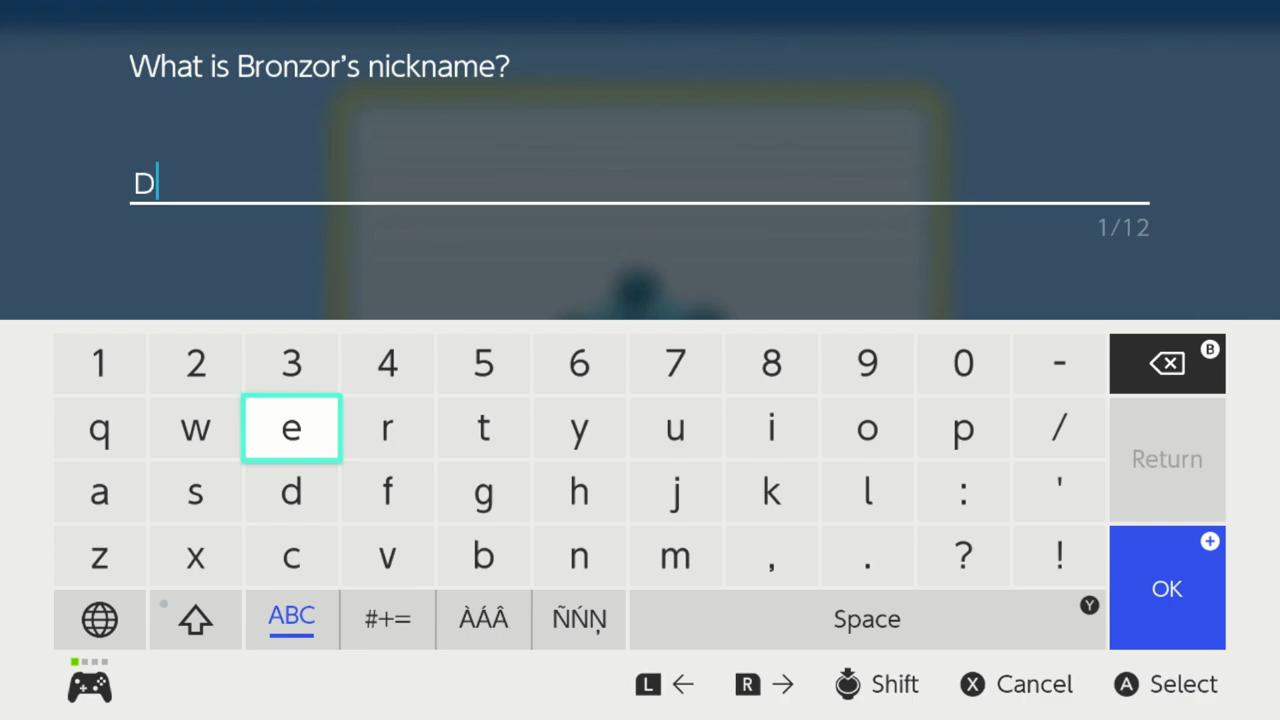 What is Bronzor's nickname?
D
1/12
1 2 3 4 5 6 7 8 9 0 - B
q w e r t y u i o p / Return
a s d f g h j k l : '
z x c v b n m , . ? ! + OK
ABC #+= ÀÁÂ ÑŃŅ Space Y
L ← R → Shift X Cancel A Select